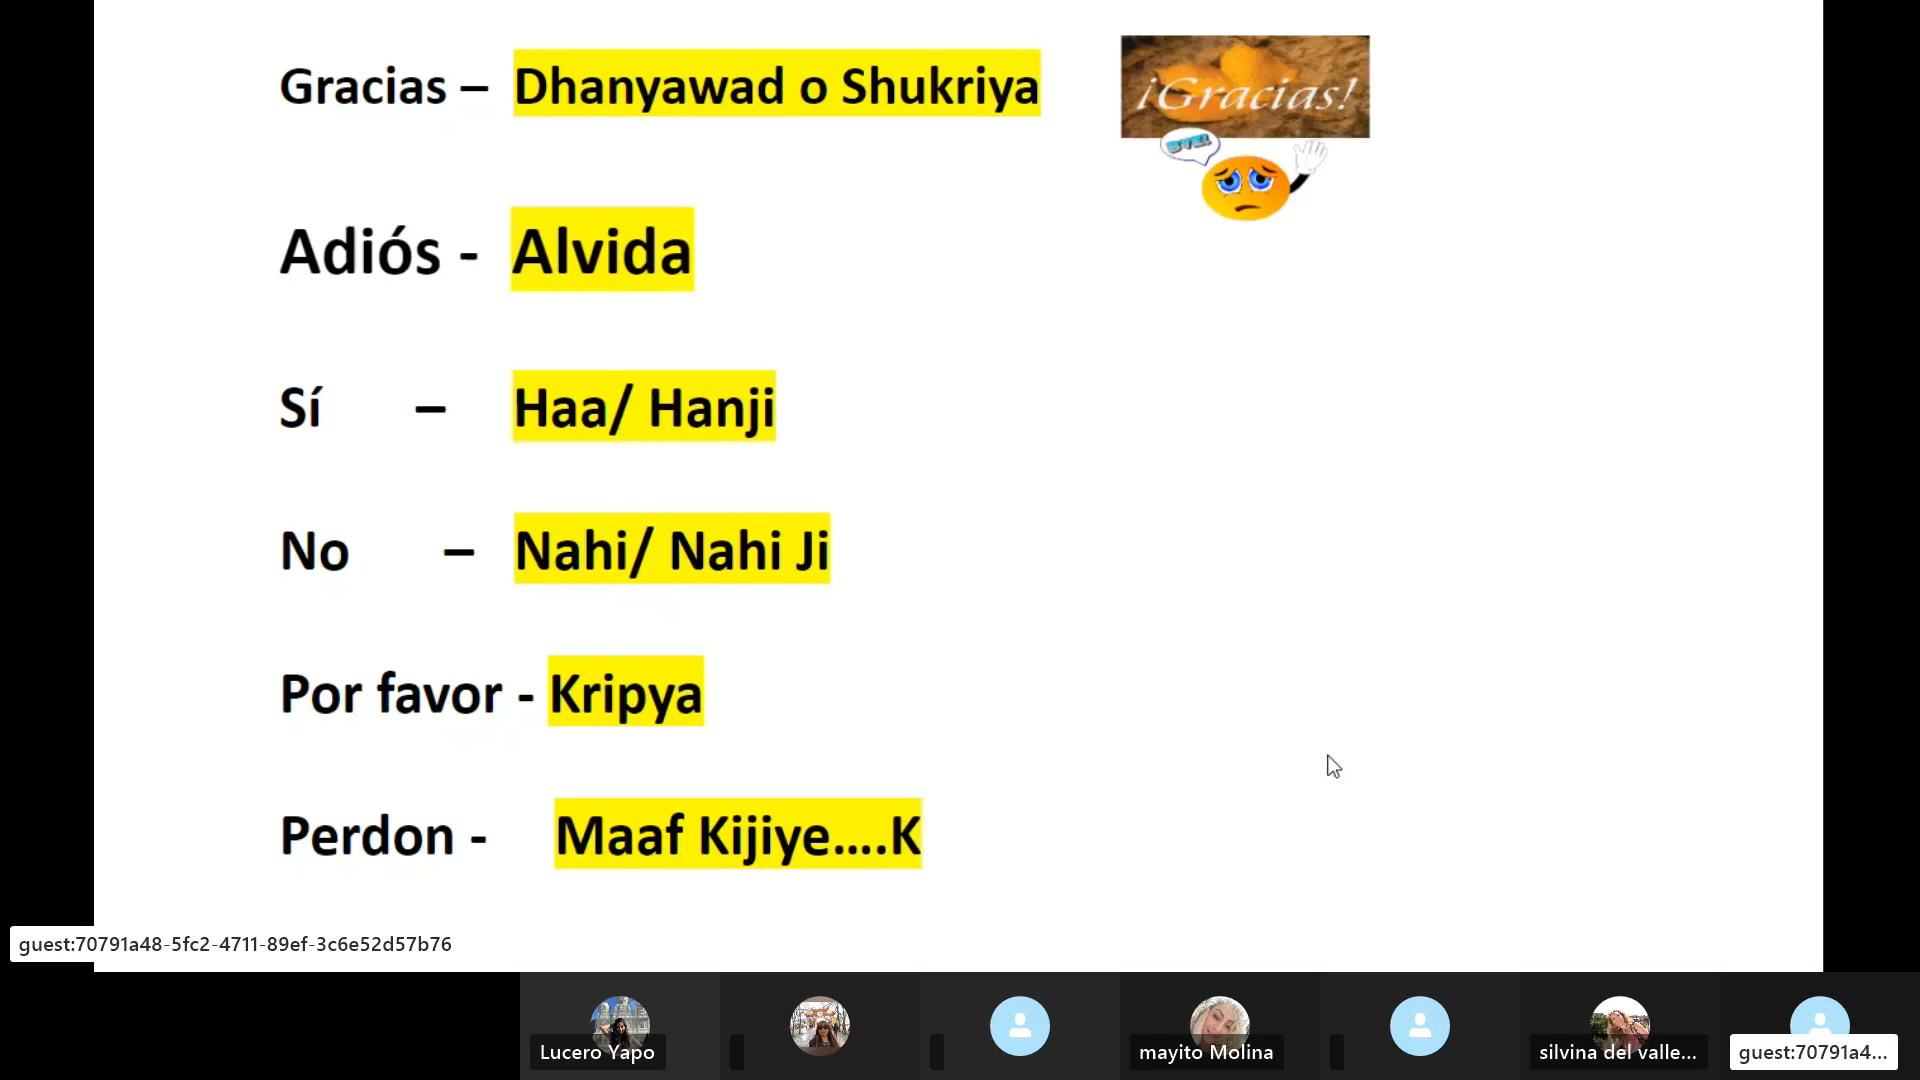 Gracias – Dhanyawad o Shukriya
¡Gracias!
BYE!
Adiós - Alvida
Sí – Haa/ Hanji
No – Nahi/ Nahi Ji
Por favor - Kripya
Perdon - Maaf Kijiye....K
guest:70791a48-5fc2-4711-89ef-3c6e52d57b76
Lucero Yapo
mayito Molina
silvina del valle...
guest:70791a4...